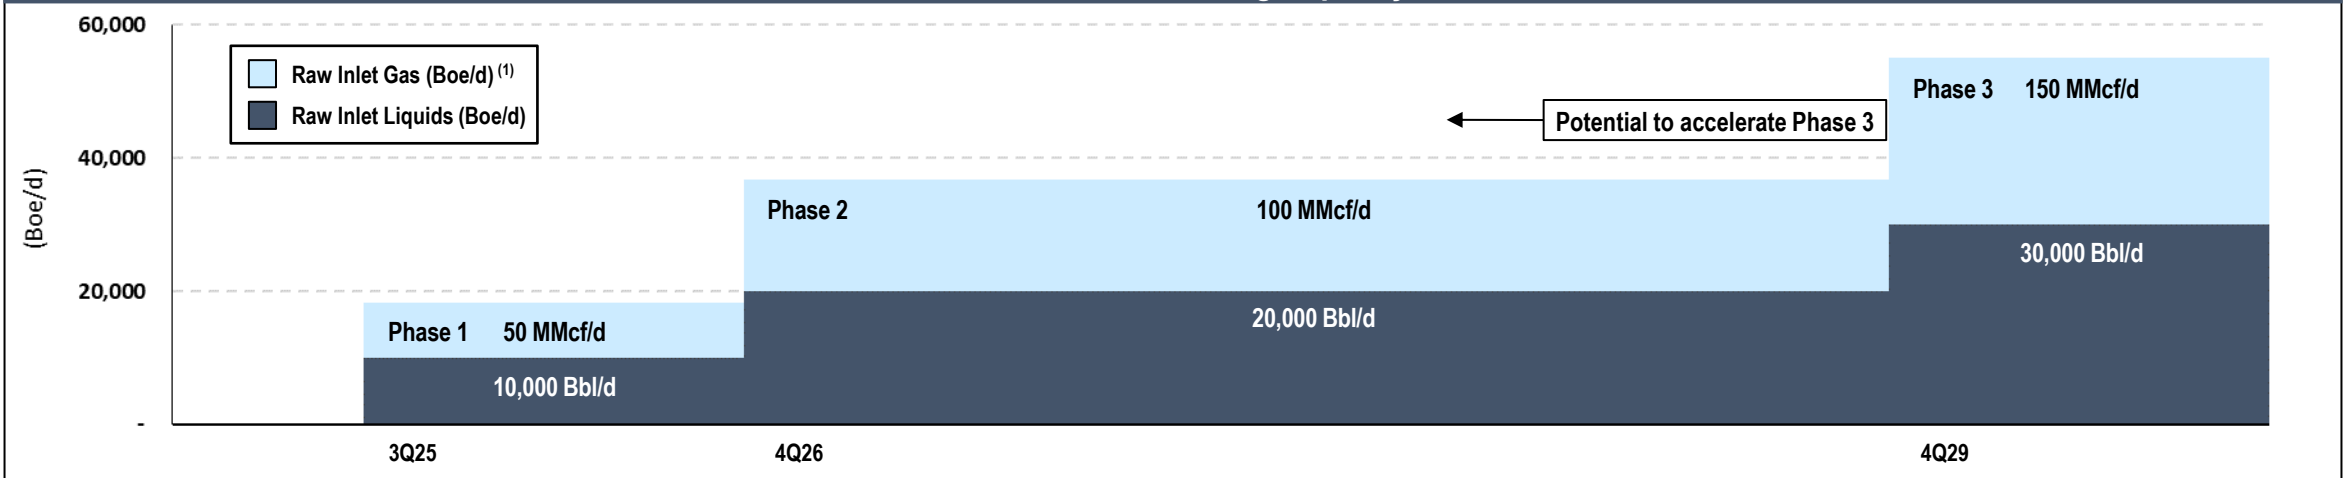 60,000
Raw Inlet Gas (Boe/d) (1)
Raw Inlet Liquids (Boe/d)
Phase 3 150 MMcf/d
Potential to accelerate Phase 3
40,000
(Boe/d)
Phase 2 100 MMcf/d
30,000 Bbl/d
20,000
Phase 1 50 MMcf/d
20,000 Bbl/d
10,000 Bbl/d
-
3Q25 4Q26 4Q29